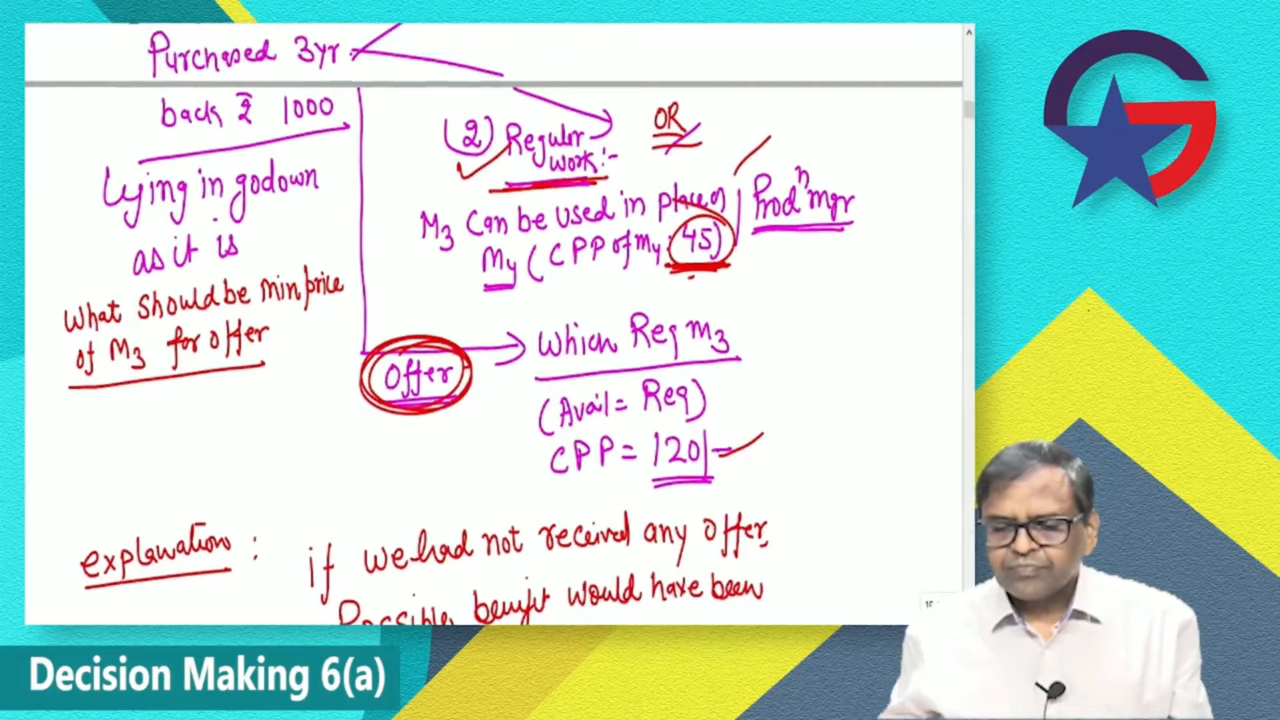 Purchased 3yr
back ₹ 1000
Lying in godown
as it is
What should be min price
of M3 for offer
(2) Regular
work:-
OR
M3 Can be used in place of
My (CPP of My 45)
Prodn mgr
Offer
Which Req M3
(Avail = Req)
CPP = 120
explanation : if we had not received any offer,
Possible benefit would have been
Decision Making 6(a)